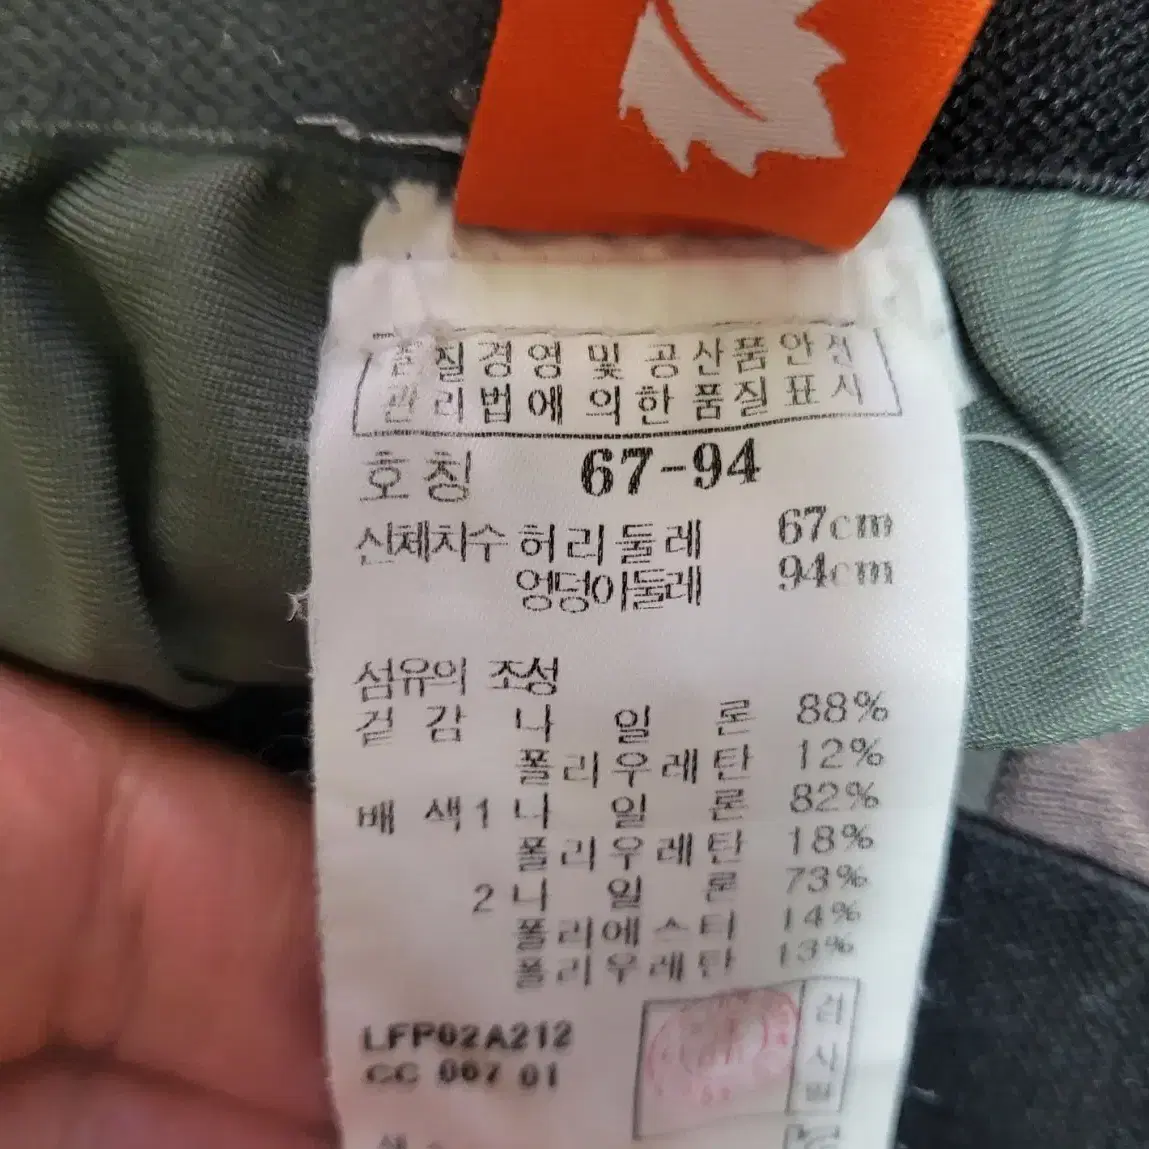 품질경영 및 공산품안전
관리법에 의한 품질표시
호칭 67-94
신체치수 허리둘레 67cm
엉덩이둘레 94cm
섬유의 조성
겉감 나일론 88%
폴리우레탄 12%
배색1 나일론 82%
폴리우레탄 18%
2 나일론 73%
폴리에스터 14%
폴리우레탄 13%
LFP02A212
CC 067 01